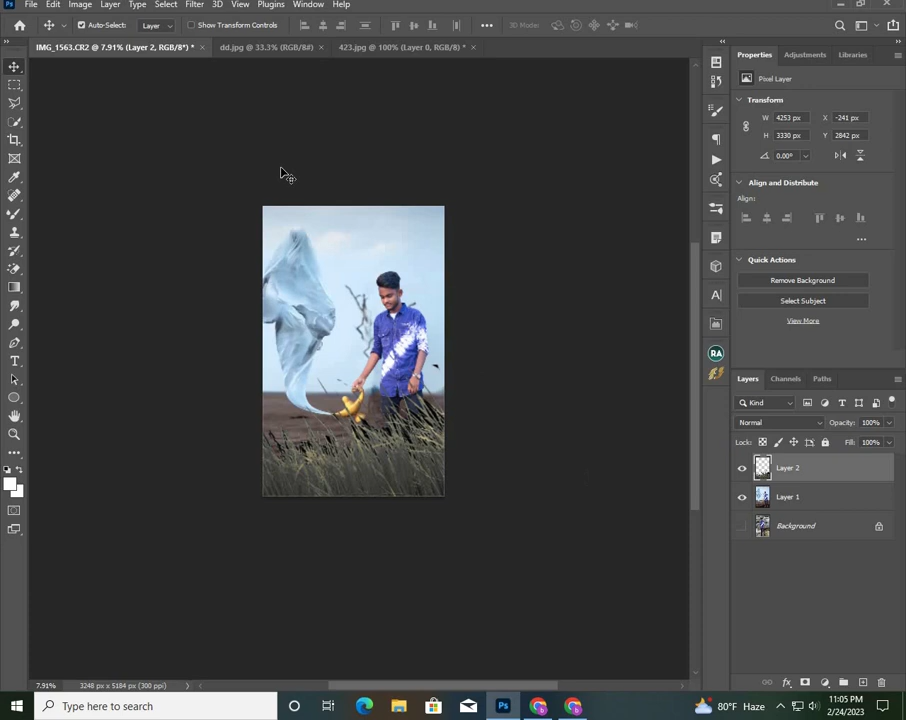 File Edit Image Layer Type Select Filter 3D View Plugins Window Help
Auto-Select: Layer Show Transform Controls 3D Mode:
IMG_1563.CR2 @ 7.91% (Layer 2, RGB/8*) * × dd.jpg @ 33.3% (RGB/8#) × 423.jpg @ 100% (Layer 0, RGB/8) * ×
Properties Adjustments Libraries
Pixel Layer
Transform
W 4253 px X -241 px
H 3330 px Y 2842 px
0.00°
Align and Distribute
Align:
Quick Actions
Remove Background
Select Subject
View More
Layers Channels Paths
Kind
Normal Opacity: 100%
Lock: Fill: 100%
Layer 2
Layer 1
Background
7.91% 3248 px x 5184 px (300 ppi)
Type here to search
Ps
80°F Haze
11:05 PM
2/24/2023